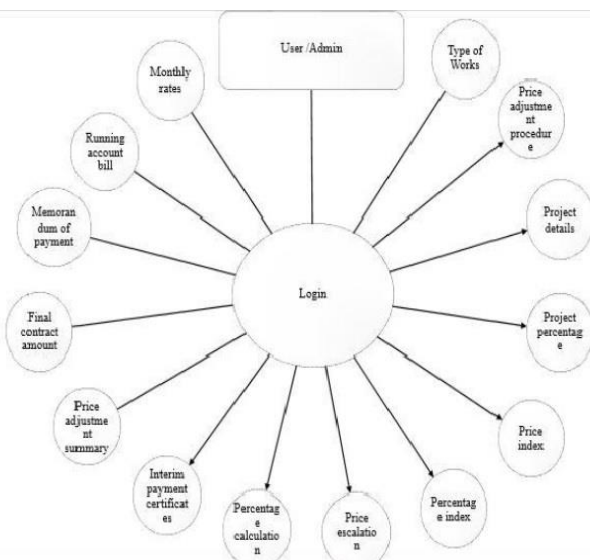 User /Admin
Type of
Works
Monthly
rates
Price
adjustme
nt
procedur
e
Running
account
bill
Memoran
dum of
payment
Project
details
Login
Final
contract
amount
Project
percentag
e
Price
adjustme
nt
summary
Price
index
Interim
payment
certificat
es
Percentag
e
calculatio
n
Price
escalatio
n
Percentag
e index